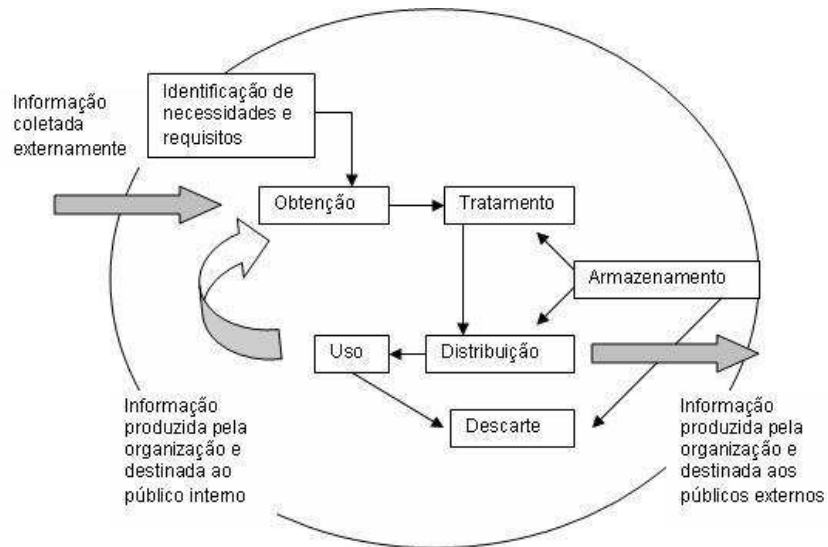 Informação
coletada
externamente
Identificação de
necessidades e
requisitos
Obtenção
Tratamento
Armazenamento
Uso
Distribuição
Descarte
Informação
produzida pela
organização e
destinada ao
público interno
Informação
produzida pela
organização e
destinada aos
públicos externos